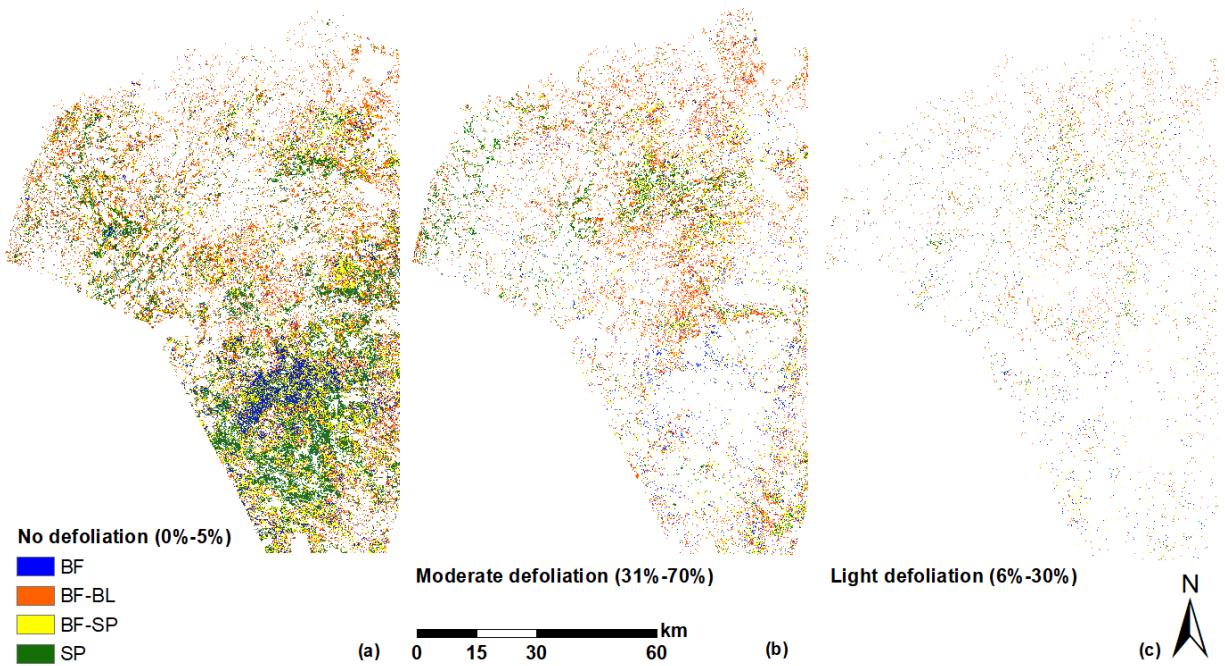 No defoliation (0%-5%)
BF
BF-BL
BF-SP
SP
(a)
Moderate defoliation (31%-70%)
0 15 30 60
km
(b)
Light defoliation (6%-30%)
N
(c)